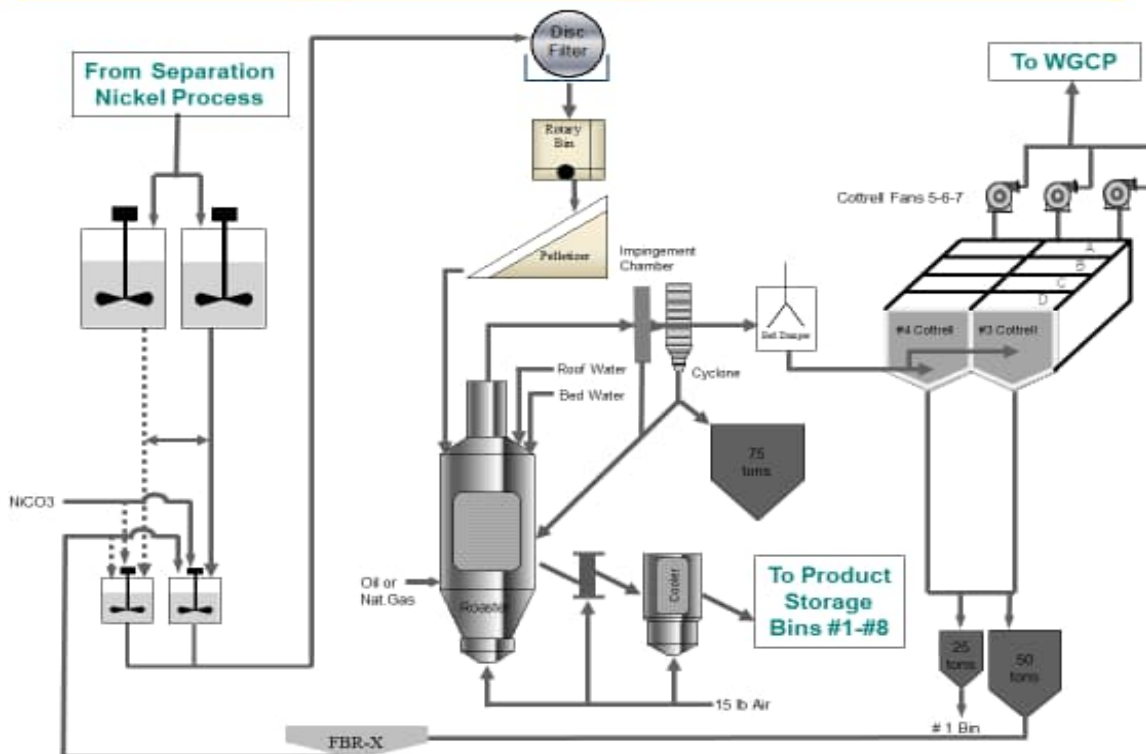 Disc
Filter
From Separation
Nickel Process
To WGCP
Rotary
Bin
Cottrell Fans 5-6-7
Pelletizer
Impingement
Chamber
A
B
C
D
#4 Cottrell
#3 Cottrell
Roof Water
Cyclone
Bed Water
75
tons
NiCO3
Oil or
Nat.Gas
Roaster
Cooler
To Product
Storage
Bins #1-#8
25
tons
50
tons
15 lb Air
# 1 Bin
FBR-X